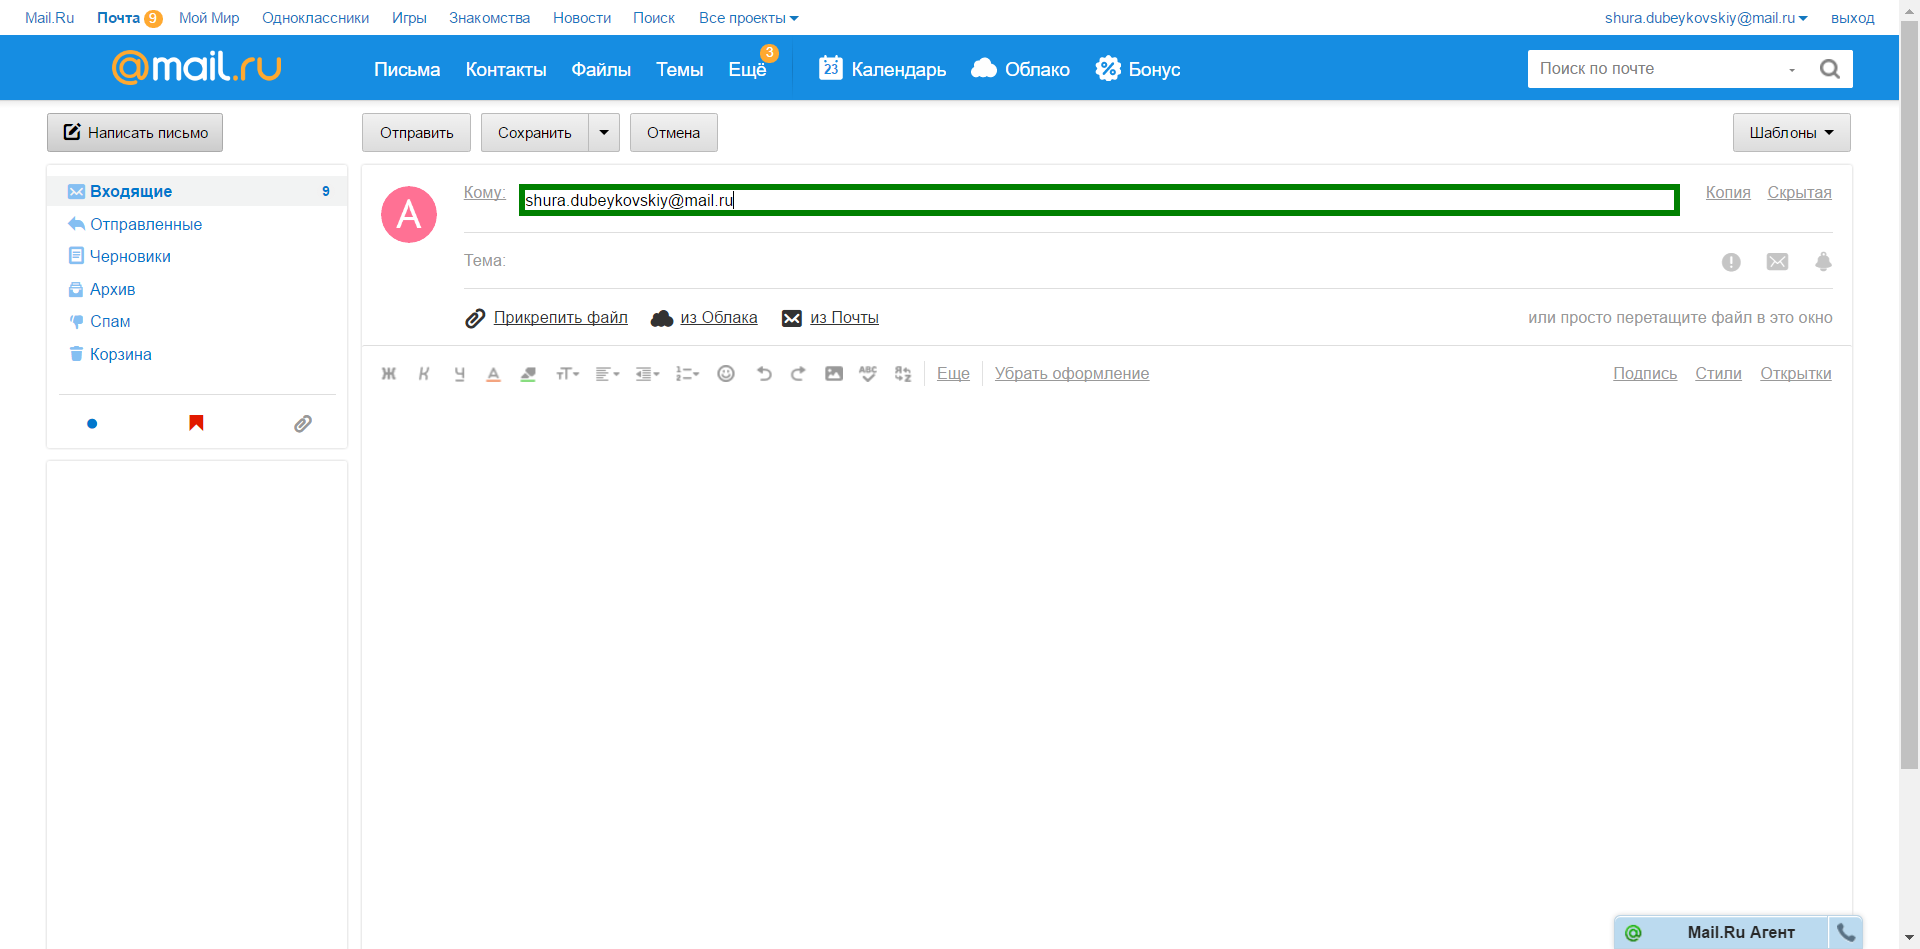 Mail.Ru Почта 9 Мой Мир Одноклассники Игры Знакомства Новости Поиск Все проекты shura.dubeykovskiy@mail.ru выход
@mail.ru Письма Контакты Файлы Темы Ещё 3 23 Календарь Облако Бонус Поиск по почте
Написать письмо Отправить Сохранить Отмена Шаблоны
Входящие 9
Отправленные
Черновики
Архив
Спам
Корзина
A
Кому: shura.dubeykovskiy@mail.ru Копия Скрытая
Тема:
Прикрепить файл из Облака из Почты или просто перетащите файл в это окно
Ж К Ч А тТ ABC Еще Убрать оформление Подпись Стили Открытки
@ Mail.Ru Агент